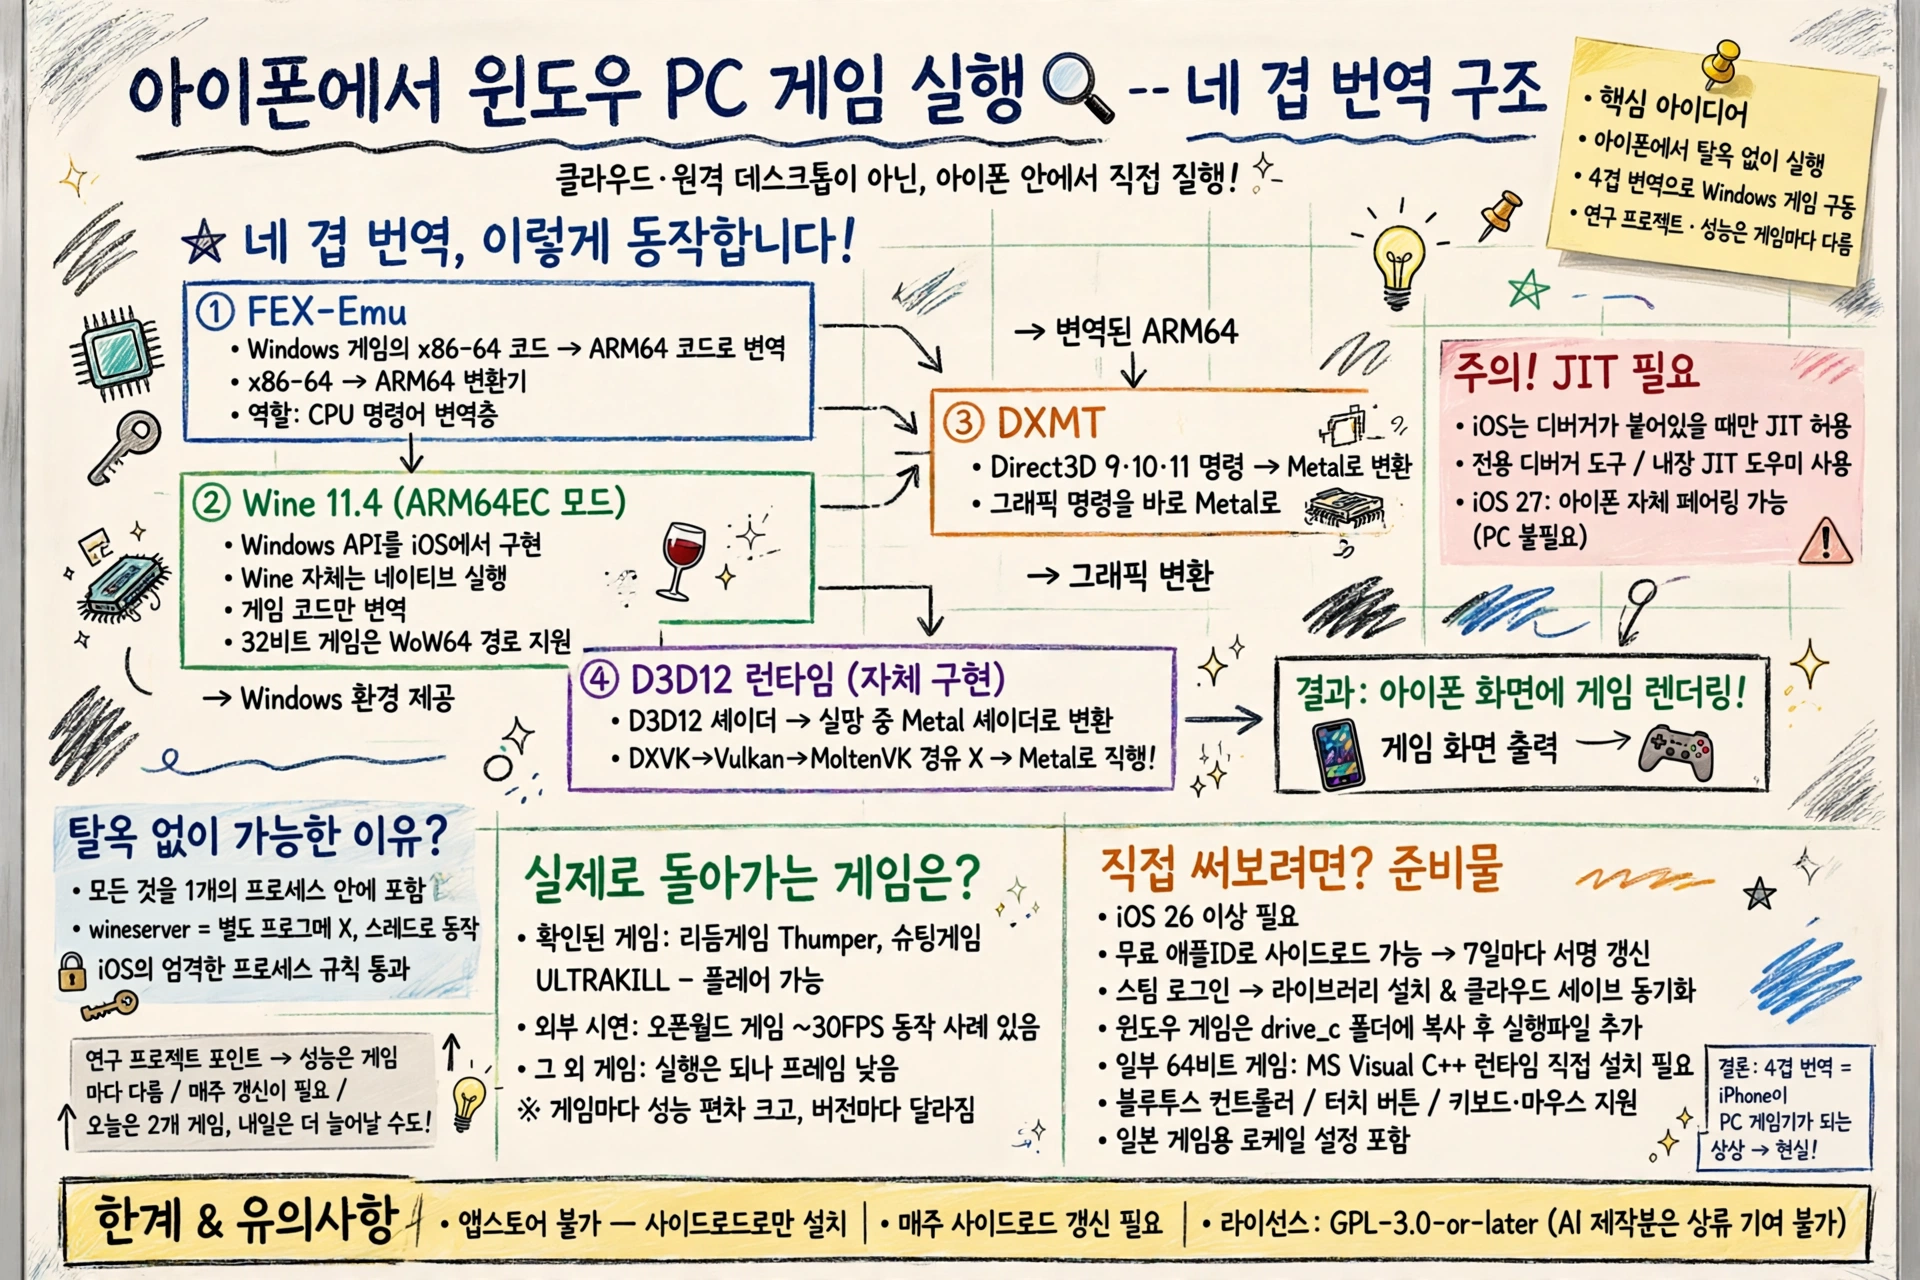 아이폰에서 윈도우 PC 게임 실행 -- 네 겹 번역 구조
클라우드·원격 데스크톱이 아닌, 아이폰 안에서 직접 질행!
• 핵심 아이디어
• 아이폰에서 탈옥 없이 실행
• 4겹 번역으로 Windows 게임 구동
• 연구 프로젝트 · 성능은 게임마다 다름
네 겹 번역, 이렇게 동작합니다!
① FEX-Emu
• Windows 게임의 x86-64 코드 → ARM64 코드로 변역
• x86-64 → ARM64 변환기
• 역할: CPU 명령어 변역층
② Wine 11.4 (ARM64EC 모드)
• Windows API를 iOS에서 구현
• Wine 자체는 네이티브 실행
• 게임 코드만 변역
• 32비트 게임은 WoW64 경로 지원
→ Windows 환경 제공
→ 변역된 ARM64
③ DXMT
• Direct3D 9·10·11 명령 → Metal로 변환
• 그래픽 명령을 바로 Metal로
→ 그래픽 변환
④ D3D12 런타임 (자체 구현)
• D3D12 셰이더 → 실땅 중 Metal 셰이더로 변환
• DXVK→Vulkan→MoltenVK 경유 X → Metal로 직행!
주의! JIT 필요
• iOS는 디버거가 붙어있을 때만 JIT 허용
• 전용 디버거 도구 / 내장 JIT 도우미 사용
• iOS 27: 아이폰 자체 페어링 가능
(PC 불필요)
결과: 아이폰 화면에 게임 렌더링!
게임 화면 출력 →
탈옥 없이 가능한 이유?
• 모든 것을 1개의 프로세스 안에 포함
• wineserver = 별도 프로그메 X, 스레드로 동작
iOS의 엄격한 프로세스 규칙 통과
연구 프로젝트 포인트 → 성능은 게임
마다 다름 / 매주 갱신이 필요 /
오늘은 2개 게임, 내일은 더 늘어날 수도!
실제로 돌아가는 게임은?
• 확인된 게임: 리듬게임 Thumper, 슈팅게임
ULTRAKILL – 플레어 가능
• 외부 시연: 오픈월드 게임 ~30FPS 동작 사례 있음
• 그 외 게임: 실행은 되나 프레임 낮음
※ 게임마다 성능 편차 크고, 버전마다 달라짐
직접 써보려면? 준비물
• iOS 26 이상 필요
• 무료 애플ID로 사이드로드 가능 → 7일마다 서명 갱신
• 스팀 로그인 → 라이브러리 설치 & 클라우드 세이브 동기화
• 윈도우 게임은 drive_c 폴더에 복사 후 실행파일 추가
• 일부 64비트 게임: MS Visual C++ 런타임 직접 설치 필요
• 블루투스 컨트롤러 / 터치 버튼 / 키보드·마우스 지원
• 일본 게임용 로케일 설정 포함
결론: 4겹 번역 =
iPhone이
PC 게임기가 되는
상상 → 현실!
한계 & 유의사항
• 앱스토어 불가 — 사이드로드로만 설치
• 매주 사이드로드 갱신 필요
• 라이선스: GPL-3.0-or-later (AI 제작분은 상류 기여 불가)